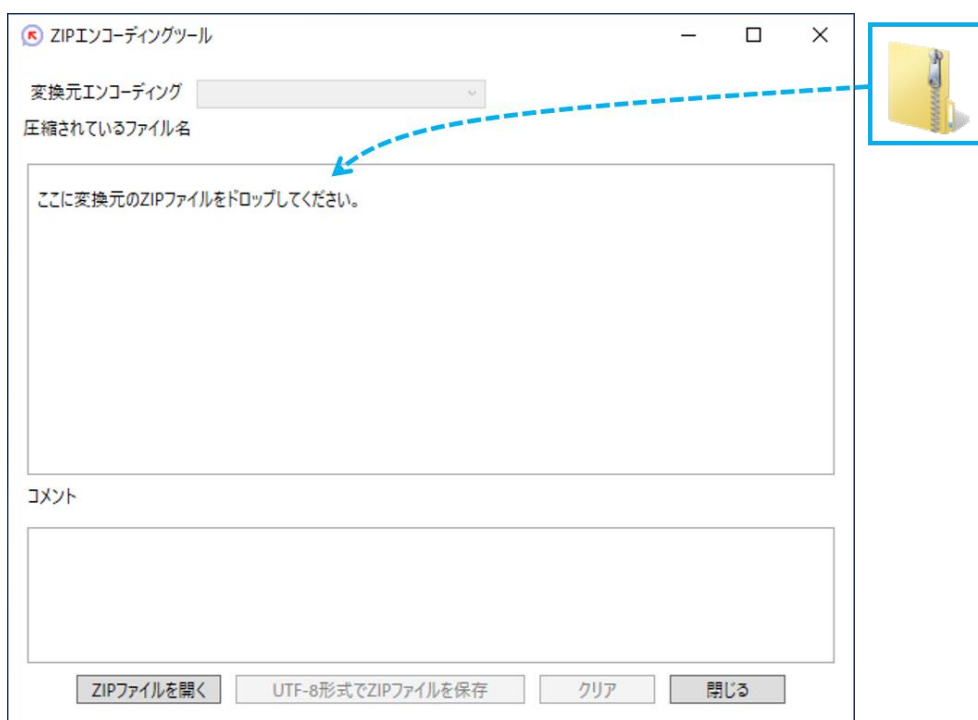 ZIPエンコーディングツール
変換元エンコーディング
圧縮されているファイル名
ここに変換元のZIPファイルをドロップしてください。
コメント
ZIPファイルを開く UTF-8形式でZIPファイルを保存 クリア 閉じる